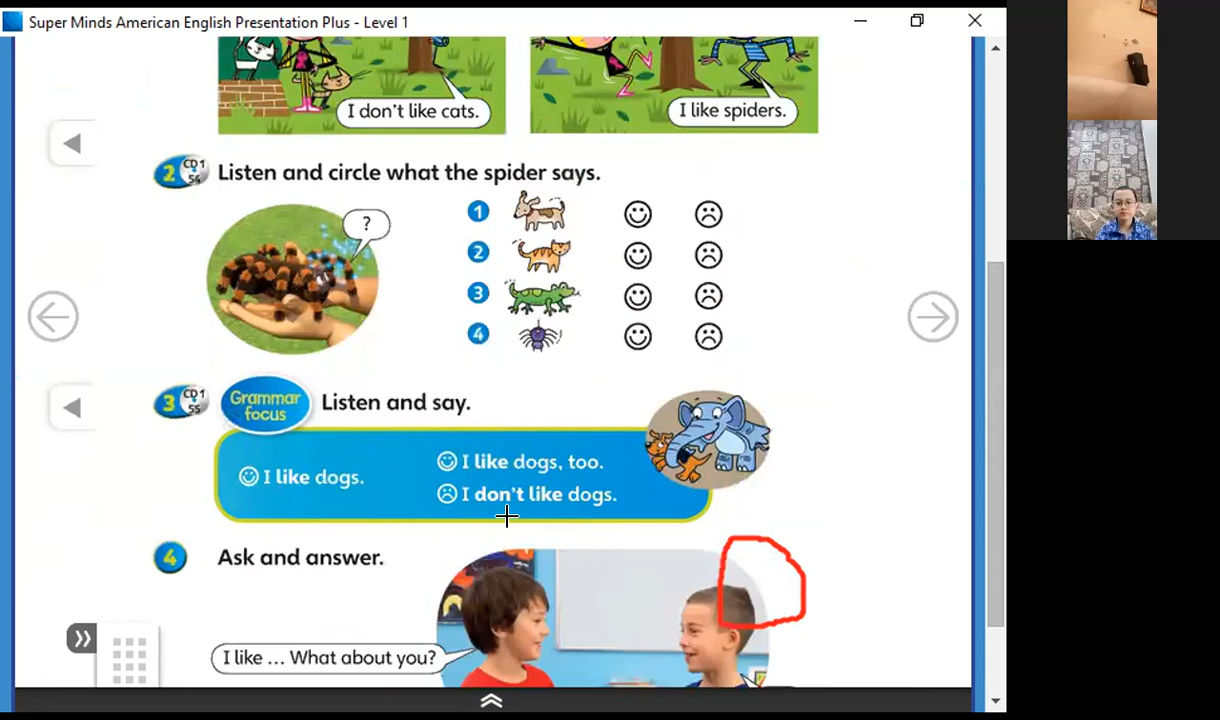 Super Minds American English Presentation Plus - Level 1
I don't like cats.
I like spiders.
2 CD1 54 Listen and circle what the spider says.
?
1
2
3
4
3 CD1 55 Grammar focus Listen and say.
I like dogs.
I like dogs, too.
I don't like dogs.
4 Ask and answer.
I like ... What about you?